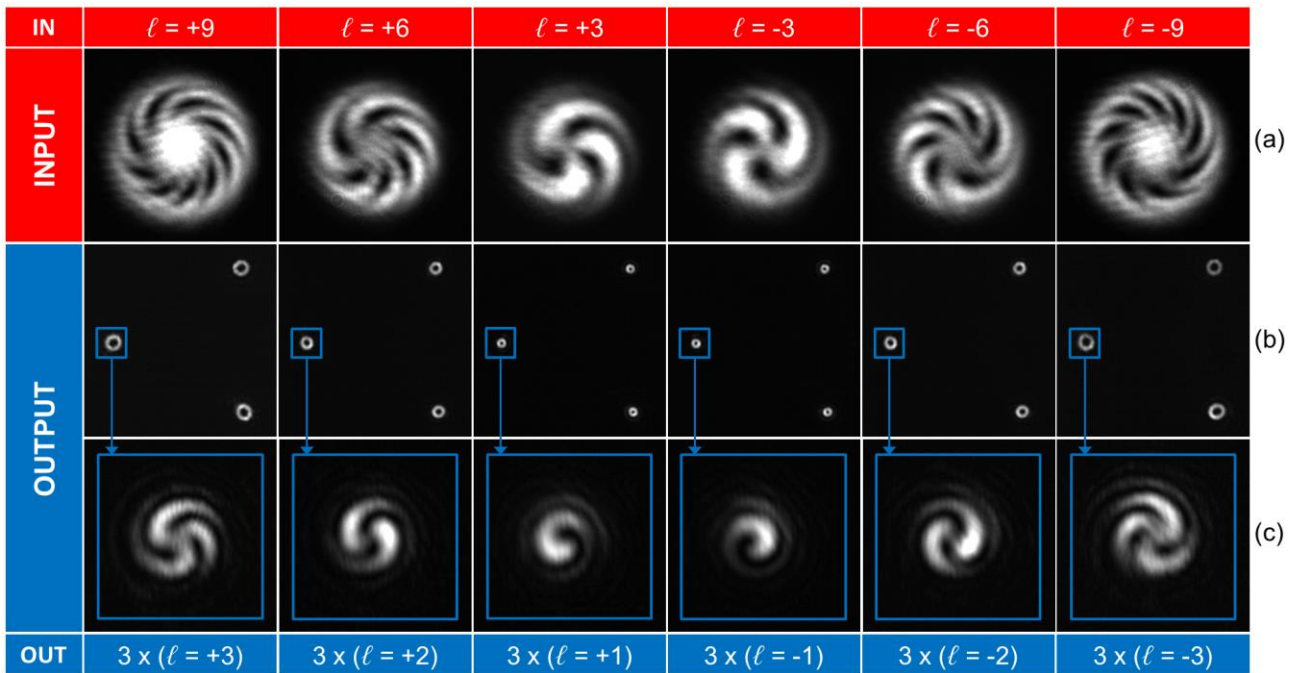 IN ℓ = +9 ℓ = +6 ℓ = +3 ℓ = -3 ℓ = -6 ℓ = -9
INPUT
(a)
OUTPUT
(b)
(c)
OUT 3 x (ℓ = +3) 3 x (ℓ = +2) 3 x (ℓ = +1) 3 x (ℓ = -1) 3 x (ℓ = -2) 3 x (ℓ = -3)